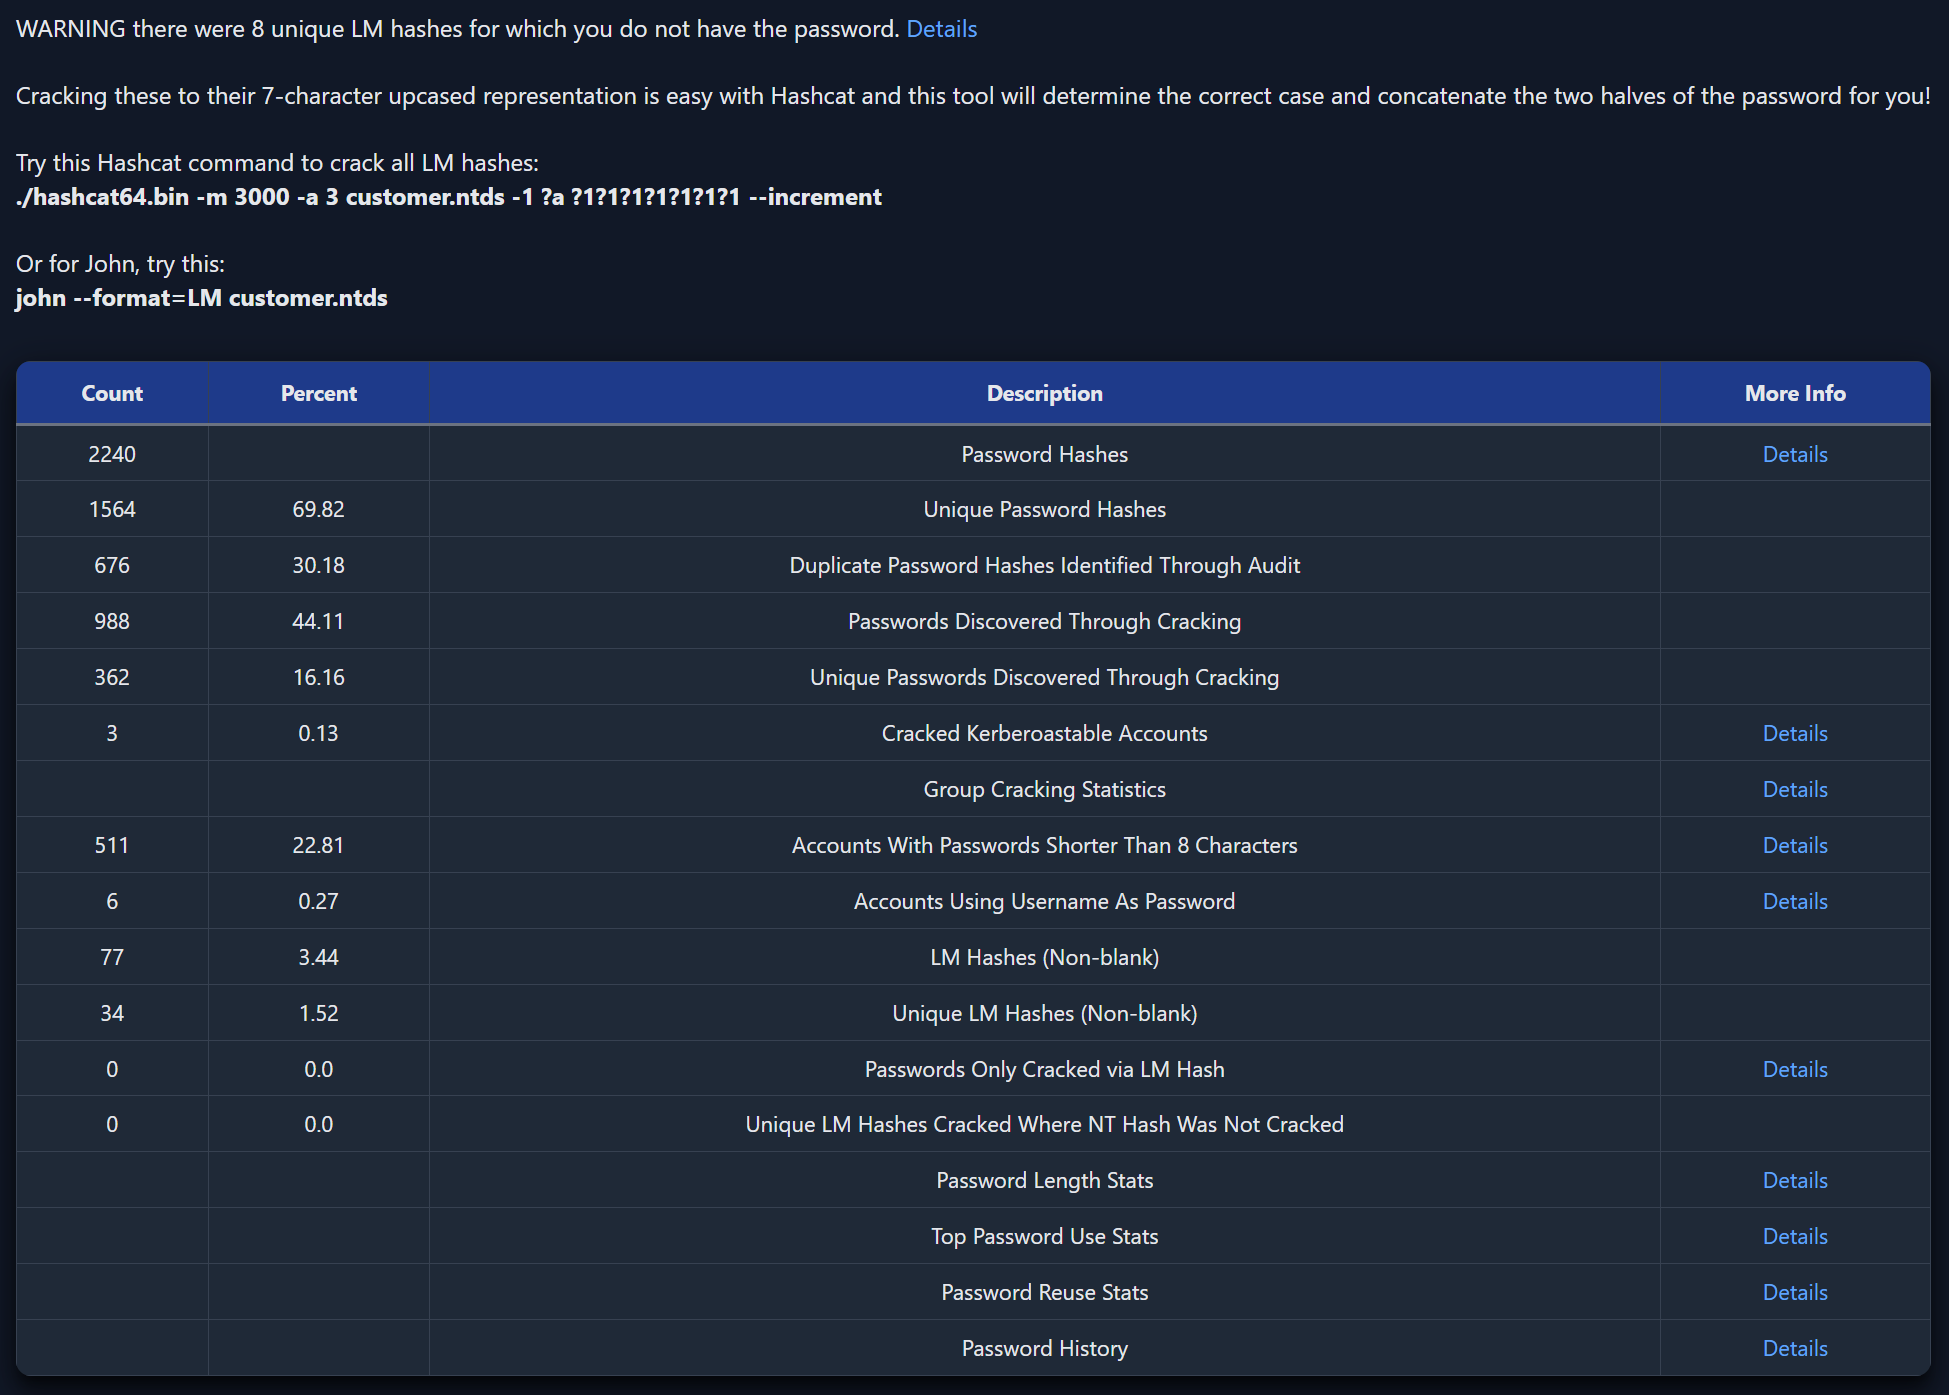 WARNING there were 8 unique LM hashes for which you do not have the password. Details
Cracking these to their 7-character upcased representation is easy with Hashcat and this tool will determine the correct case and concatenate the two halves of the password for you!
Try this Hashcat command to crack all LM hashes:
./hashcat64.bin -m 3000 -a 3 customer.ntds -1 ?a ?1?1?1?1?1?1?1 --increment
Or for John, try this:
john --format=LM customer.ntds
Count Percent Description More Info
2240 Password Hashes Details
1564 69.82 Unique Password Hashes
676 30.18 Duplicate Password Hashes Identified Through Audit
988 44.11 Passwords Discovered Through Cracking
362 16.16 Unique Passwords Discovered Through Cracking
3 0.13 Cracked Kerberoastable Accounts Details
Group Cracking Statistics Details
511 22.81 Accounts With Passwords Shorter Than 8 Characters Details
6 0.27 Accounts Using Username As Password Details
77 3.44 LM Hashes (Non-blank)
34 1.52 Unique LM Hashes (Non-blank)
0 0.0 Passwords Only Cracked via LM Hash Details
0 0.0 Unique LM Hashes Cracked Where NT Hash Was Not Cracked
Password Length Stats Details
Top Password Use Stats Details
Password Reuse Stats Details
Password History Details